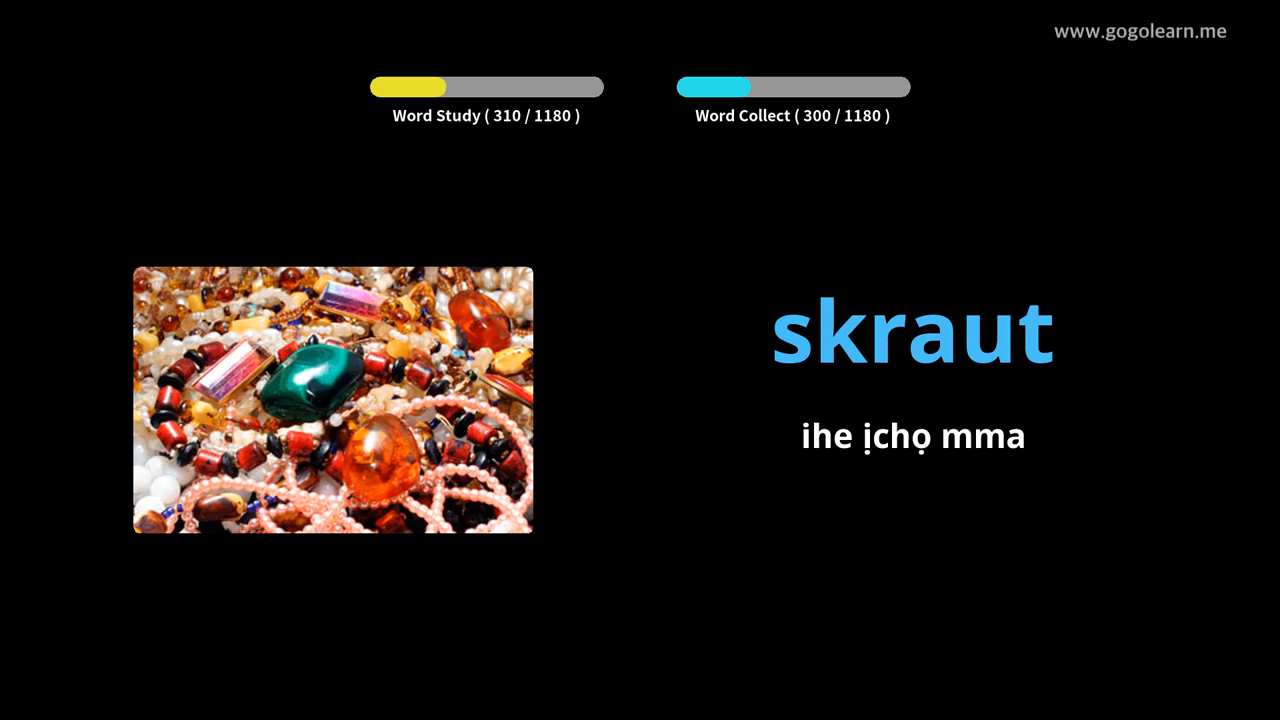 www.gogolearn.me
Word Study ( 310 / 1180 )
Word Collect ( 300 / 1180 )
skraut
ihe ịchọ mma